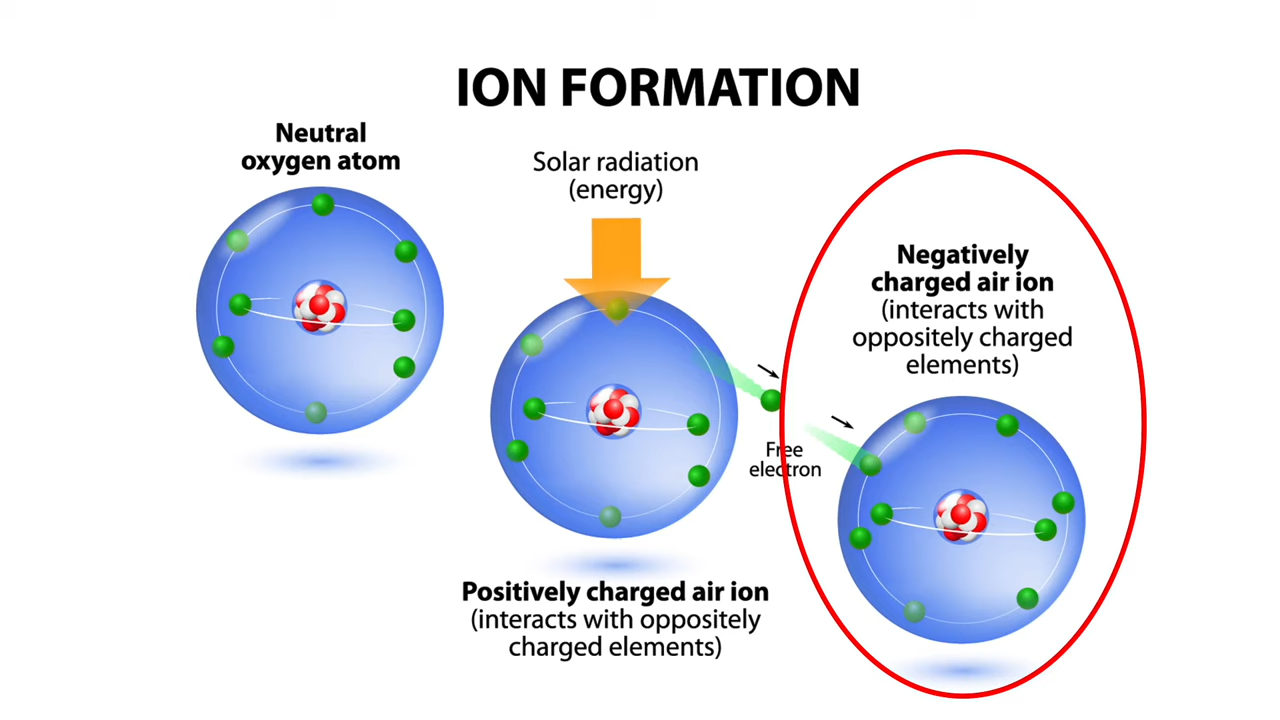 ION FORMATION
Neutral
oxygen atom
Solar radiation
(energy)
Negatively
charged air ion
(interacts with
oppositely charged
elements)
Free
electron
Positively charged air ion
(interacts with oppositely
charged elements)